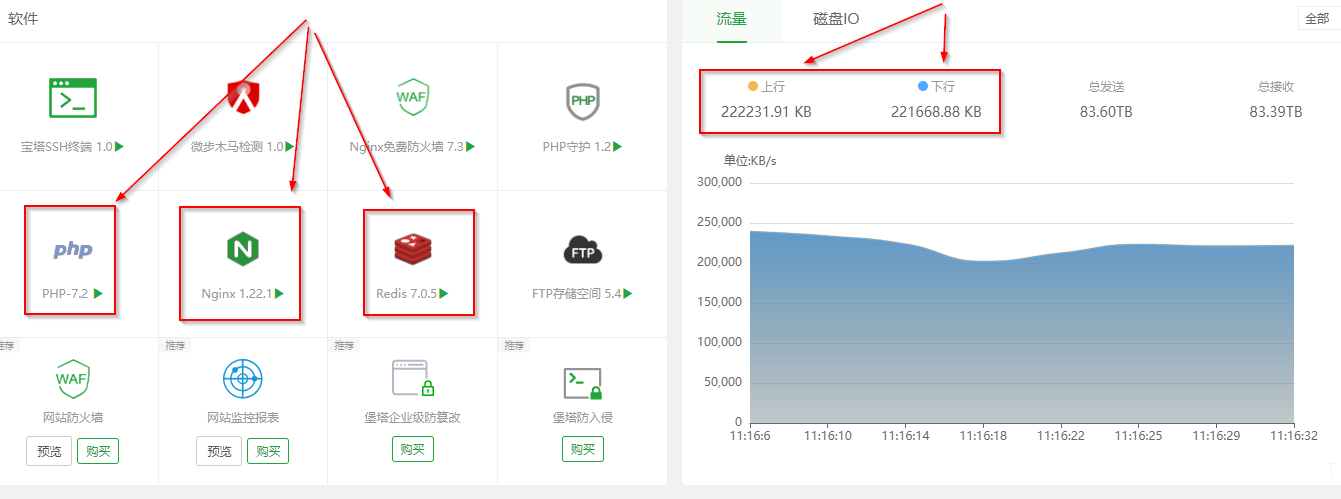 软件
宝塔SSH终端 1.0
微步木马检测 1.0
WAF
Nginx免费防火墙 7.3
PHP
PHP守护 1.2
php
PHP-7.2
N
Nginx 1.22.1
Redis 7.0.5
FTP
FTP存储空间 5.4
推荐
WAF
网站防火墙
预览 购买
推荐
网站监控报表
预览 购买
推荐
堡塔企业级防篡改
购买
推荐
堡塔防入侵
购买
流量 磁盘IO 全部
上行 下行 总发送 总接收
222231.91 KB 221668.88 KB 83.60TB 83.39TB
单位:KB/s
300,000
250,000
200,000
150,000
100,000
50,000
0
11:16:6 11:16:10 11:16:14 11:16:18 11:16:22 11:16:25 11:16:29 11:16:32